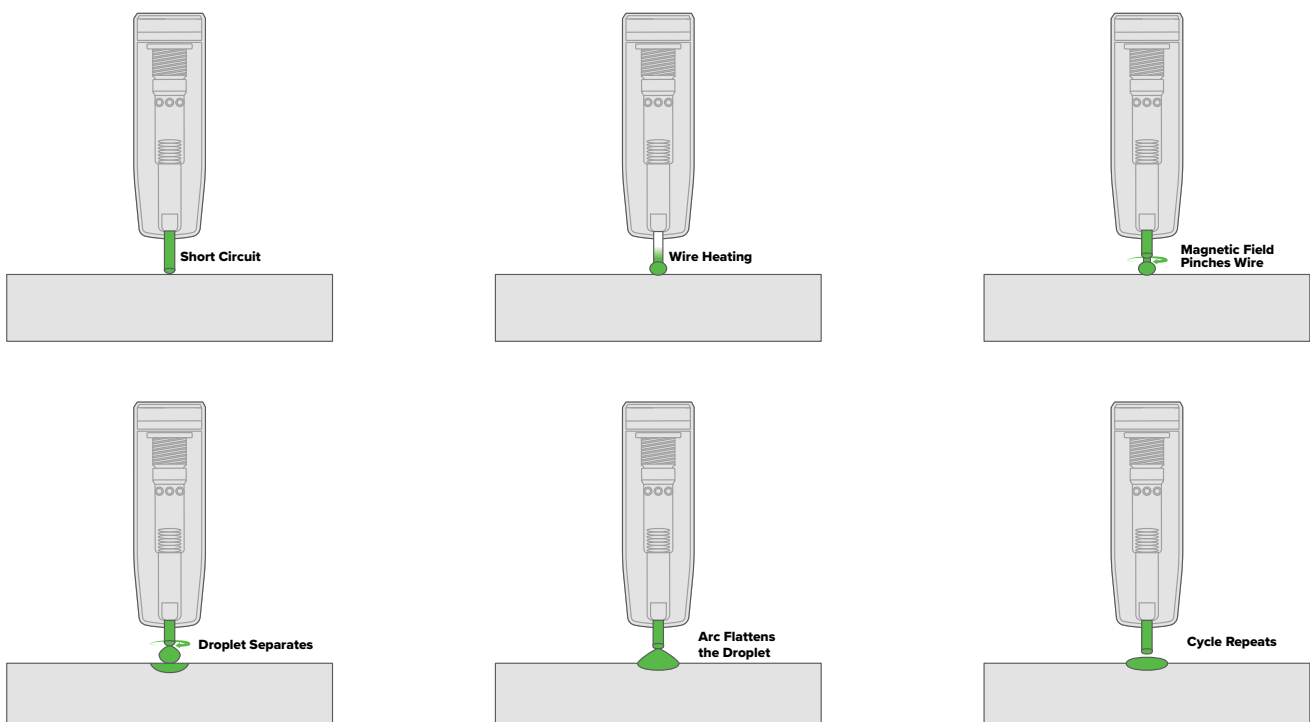 Short Circuit
Wire Heating
Magnetic Field
Pinches Wire
Droplet Separates
Arc Flattens
the Droplet
Cycle Repeats